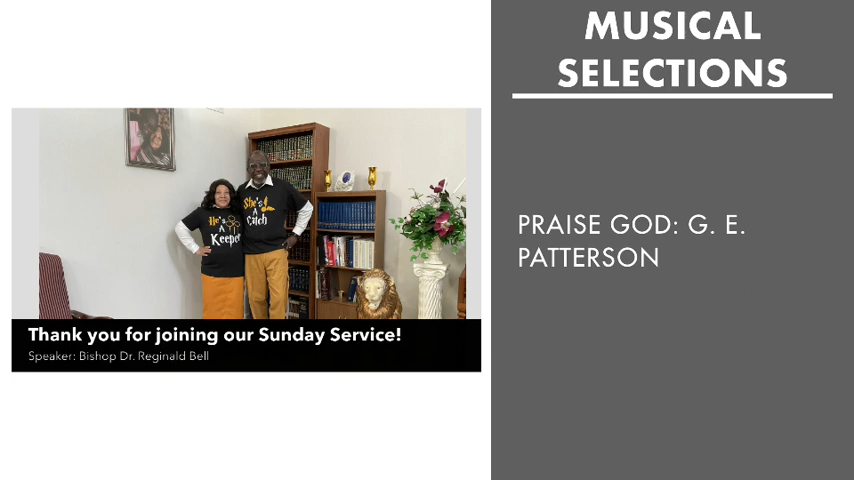 MUSICAL
SELECTIONS
PRAISE GOD: G. E.
PATTERSON
He's
A
Keeper
She's
A
Catch
Thank you for joining our Sunday Service!
Speaker: Bishop Dr. Reginald Bell